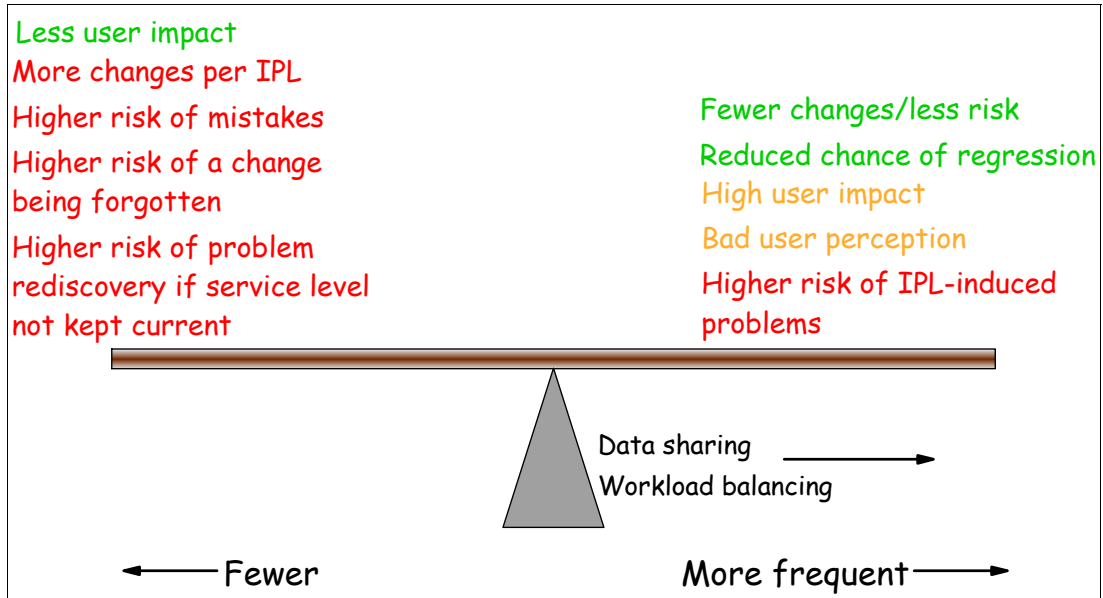 Less user impact
More changes per IPL
Higher risk of mistakes
Higher risk of a change
being forgotten
Higher risk of problem
rediscovery if service level
not kept current
Fewer changes/less risk
Reduced chance of regression
High user impact
Bad user perception
Higher risk of IPL-induced
problems
Data sharing
Workload balancing
Fewer
More frequent